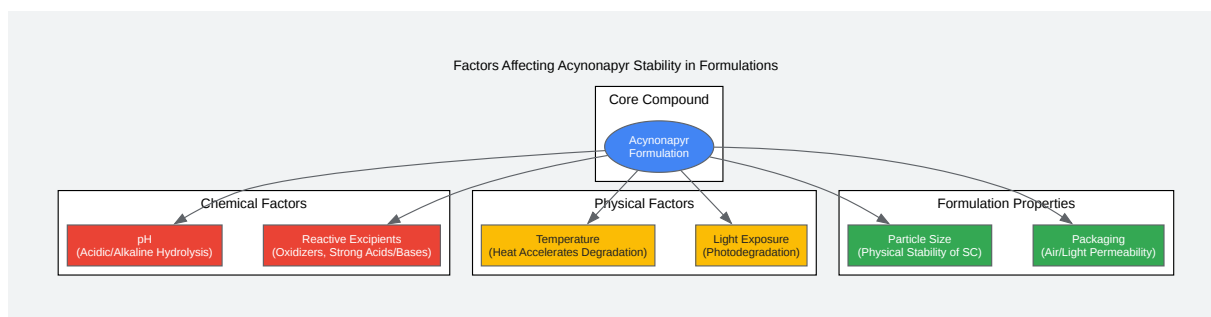 Factors Affecting Acynonapyr Stability in Formulations
Core Compound
Acynonapyr
Formulation
Chemical Factors
Physical Factors
Formulation Properties
pH
(Acidic/Alkaline Hydrolysis)
Reactive Excipients
(Oxidizers, Strong Acids/Bases)
Temperature
(Heat Accelerates Degradation)
Light Exposure
(Photodegradation)
Particle Size
(Physical Stability of SC)
Packaging
(Air/Light Permeability)